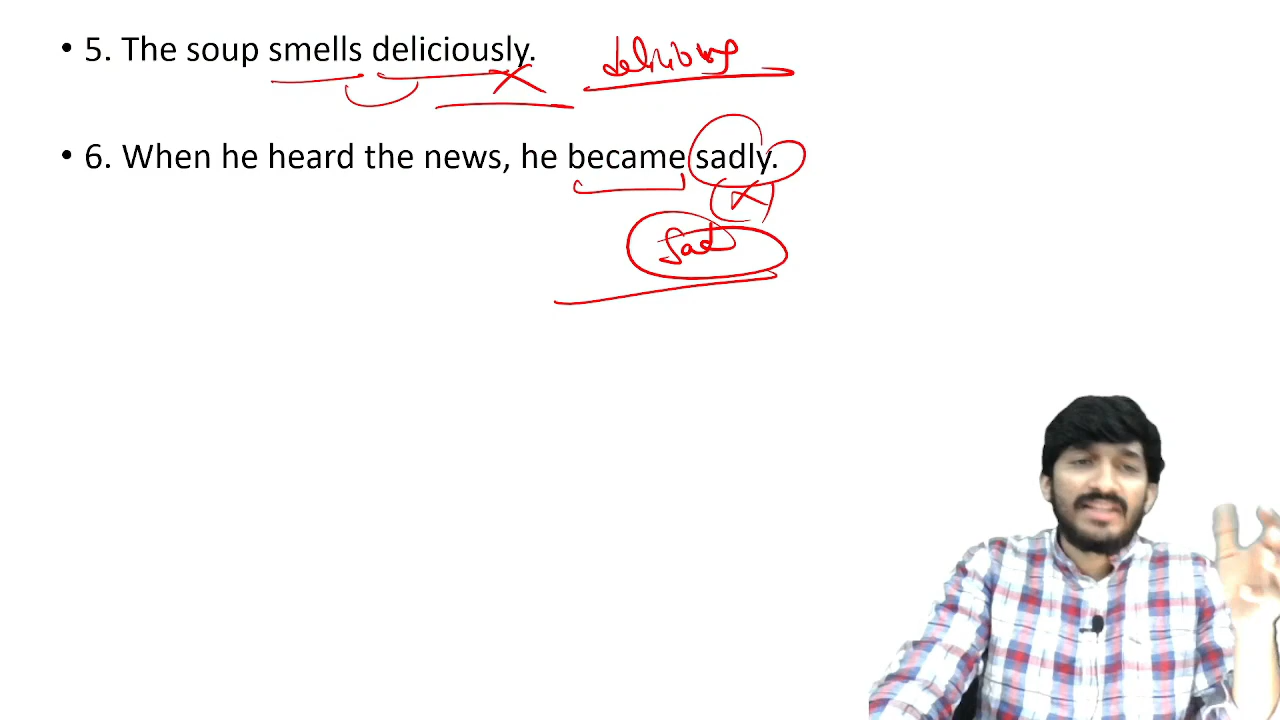 • 5. The soup smells deliciously. delicious
• 6. When he heard the news, he became sadly.
sad